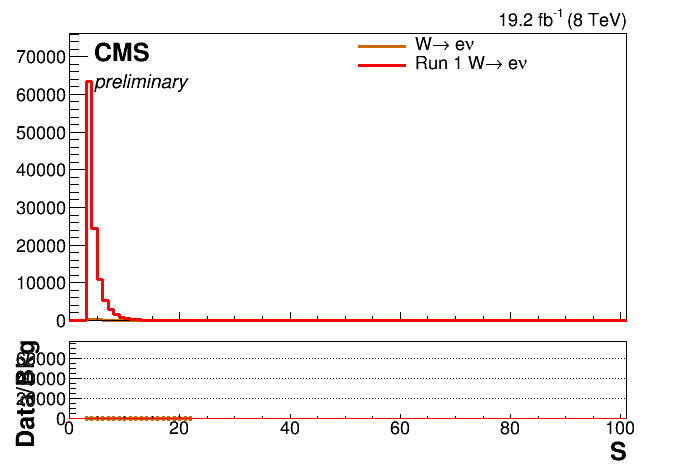 19.2 fb-1 (8 TeV)
CMS
preliminary
W→ eν
Run 1 W→ eν
70000
60000
50000
40000
30000
20000
10000
0
Data/Bkg
0
0 20 40 60 80 100
S